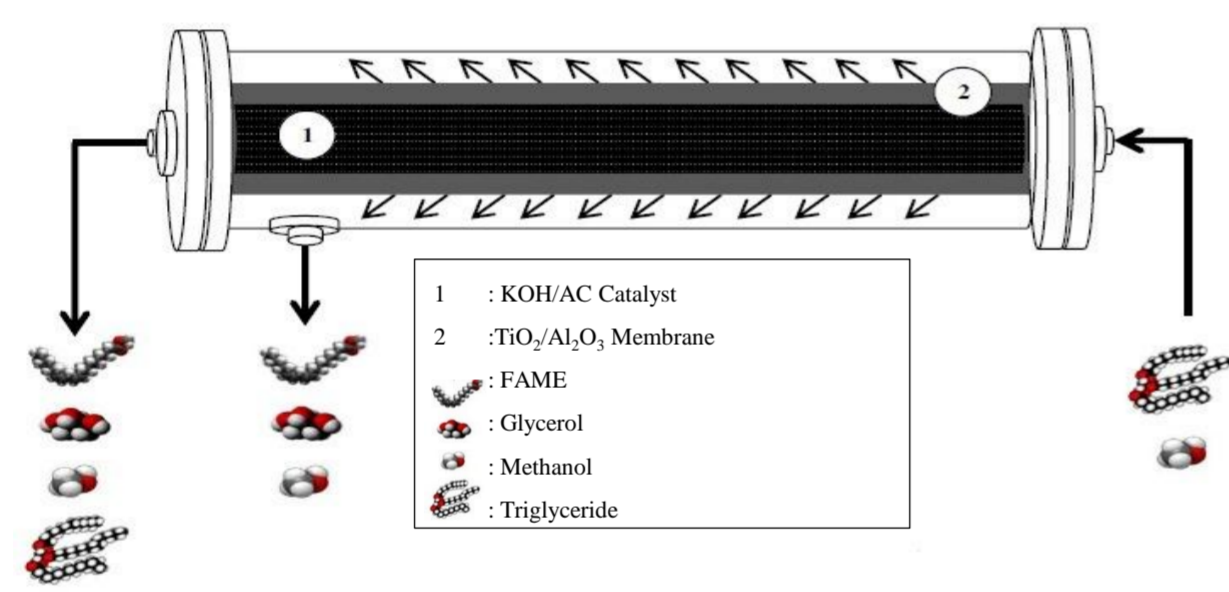 2
1
1 : KOH/AC Catalyst
2 :TiO₂/Al₂O₃ Membrane
: FAME
: Glycerol
: Methanol
: Triglyceride